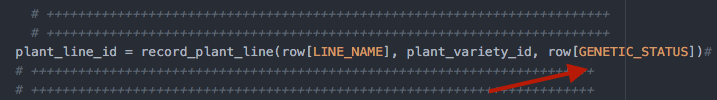 # ++++++++++++++++++++++++++++++++++++++++++++++++++++++++++++++++++++++++
# ++++++++++++++++++++++++++++++++++++++++++++++++++++++++++++++++++++++++
plant_line_id = record_plant_line(row[LINE_NAME], plant_variety_id, row[GENETIC_STATUS])#
# ++++++++++++++++++++++++++++++++++++++++++++++++++++++++++++++++++++++++
# ++++++++++++++++++++++++++++++++++++++++++++++++++++++++++++++++++++++++